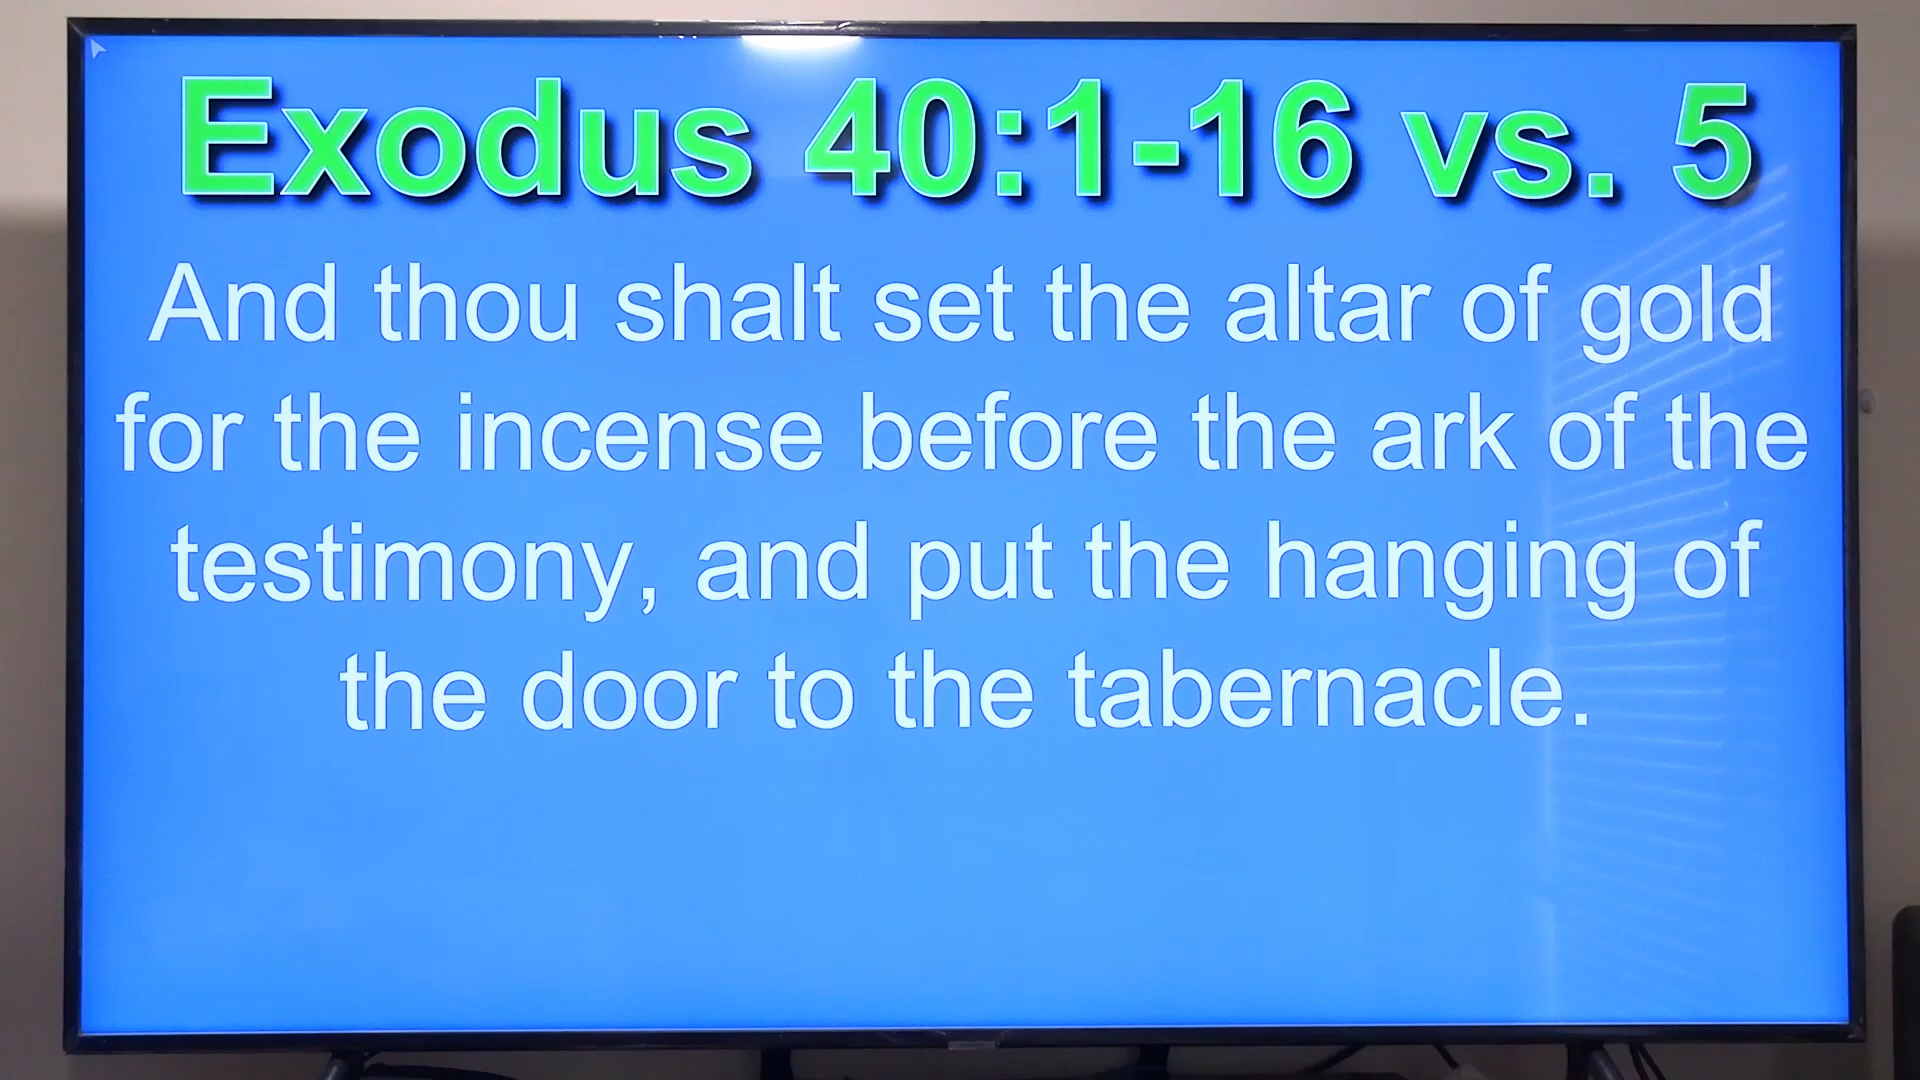 Exodus 40:1-16 vs. 5
And thou shalt set the altar of gold
for the incense before the ark of the
testimony, and put the hanging of
the door to the tabernacle.